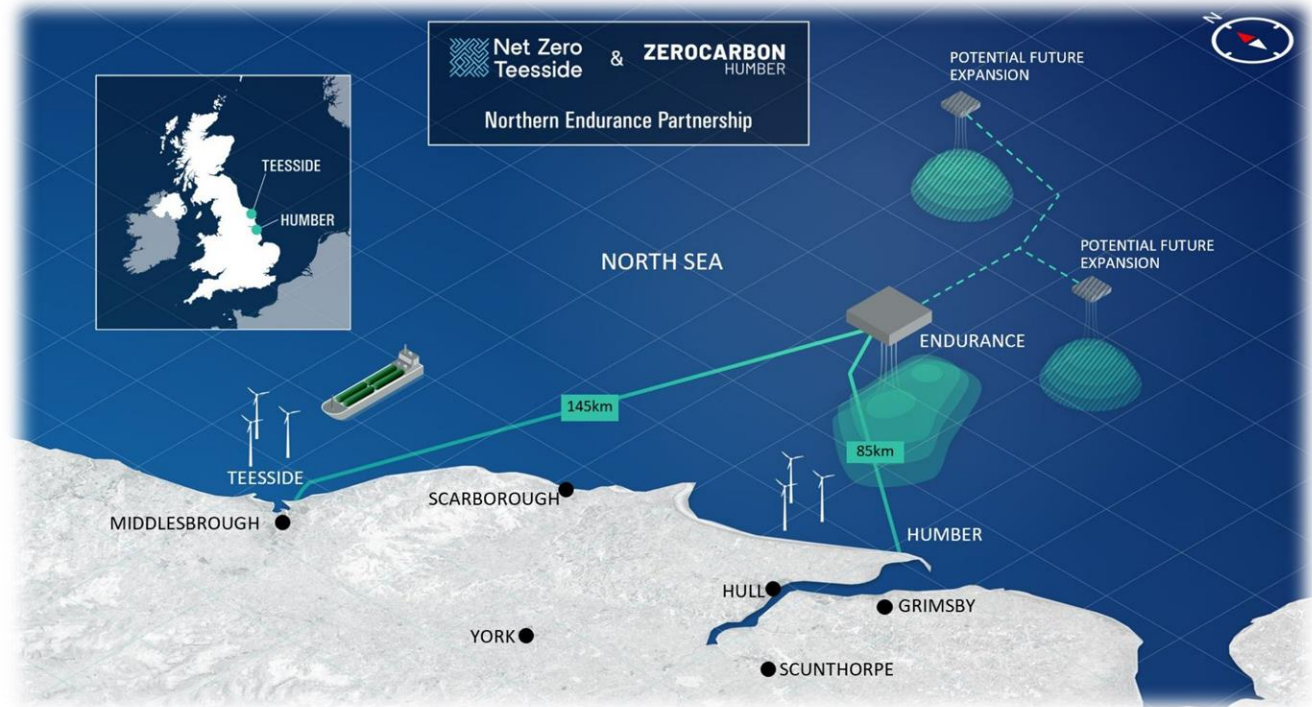 Net Zero
Teesside
&
ZEROCARBON
HUMBER
Northern Endurance Partnership
N
POTENTIAL FUTURE
EXPANSION
TEESSIDE
HUMBER
NORTH SEA
POTENTIAL FUTURE
EXPANSION
ENDURANCE
145km
85km
TEESSIDE
SCARBOROUGH
MIDDLESBROUGH
HUMBER
HULL
GRIMSBY
YORK
SCUNTHORPE